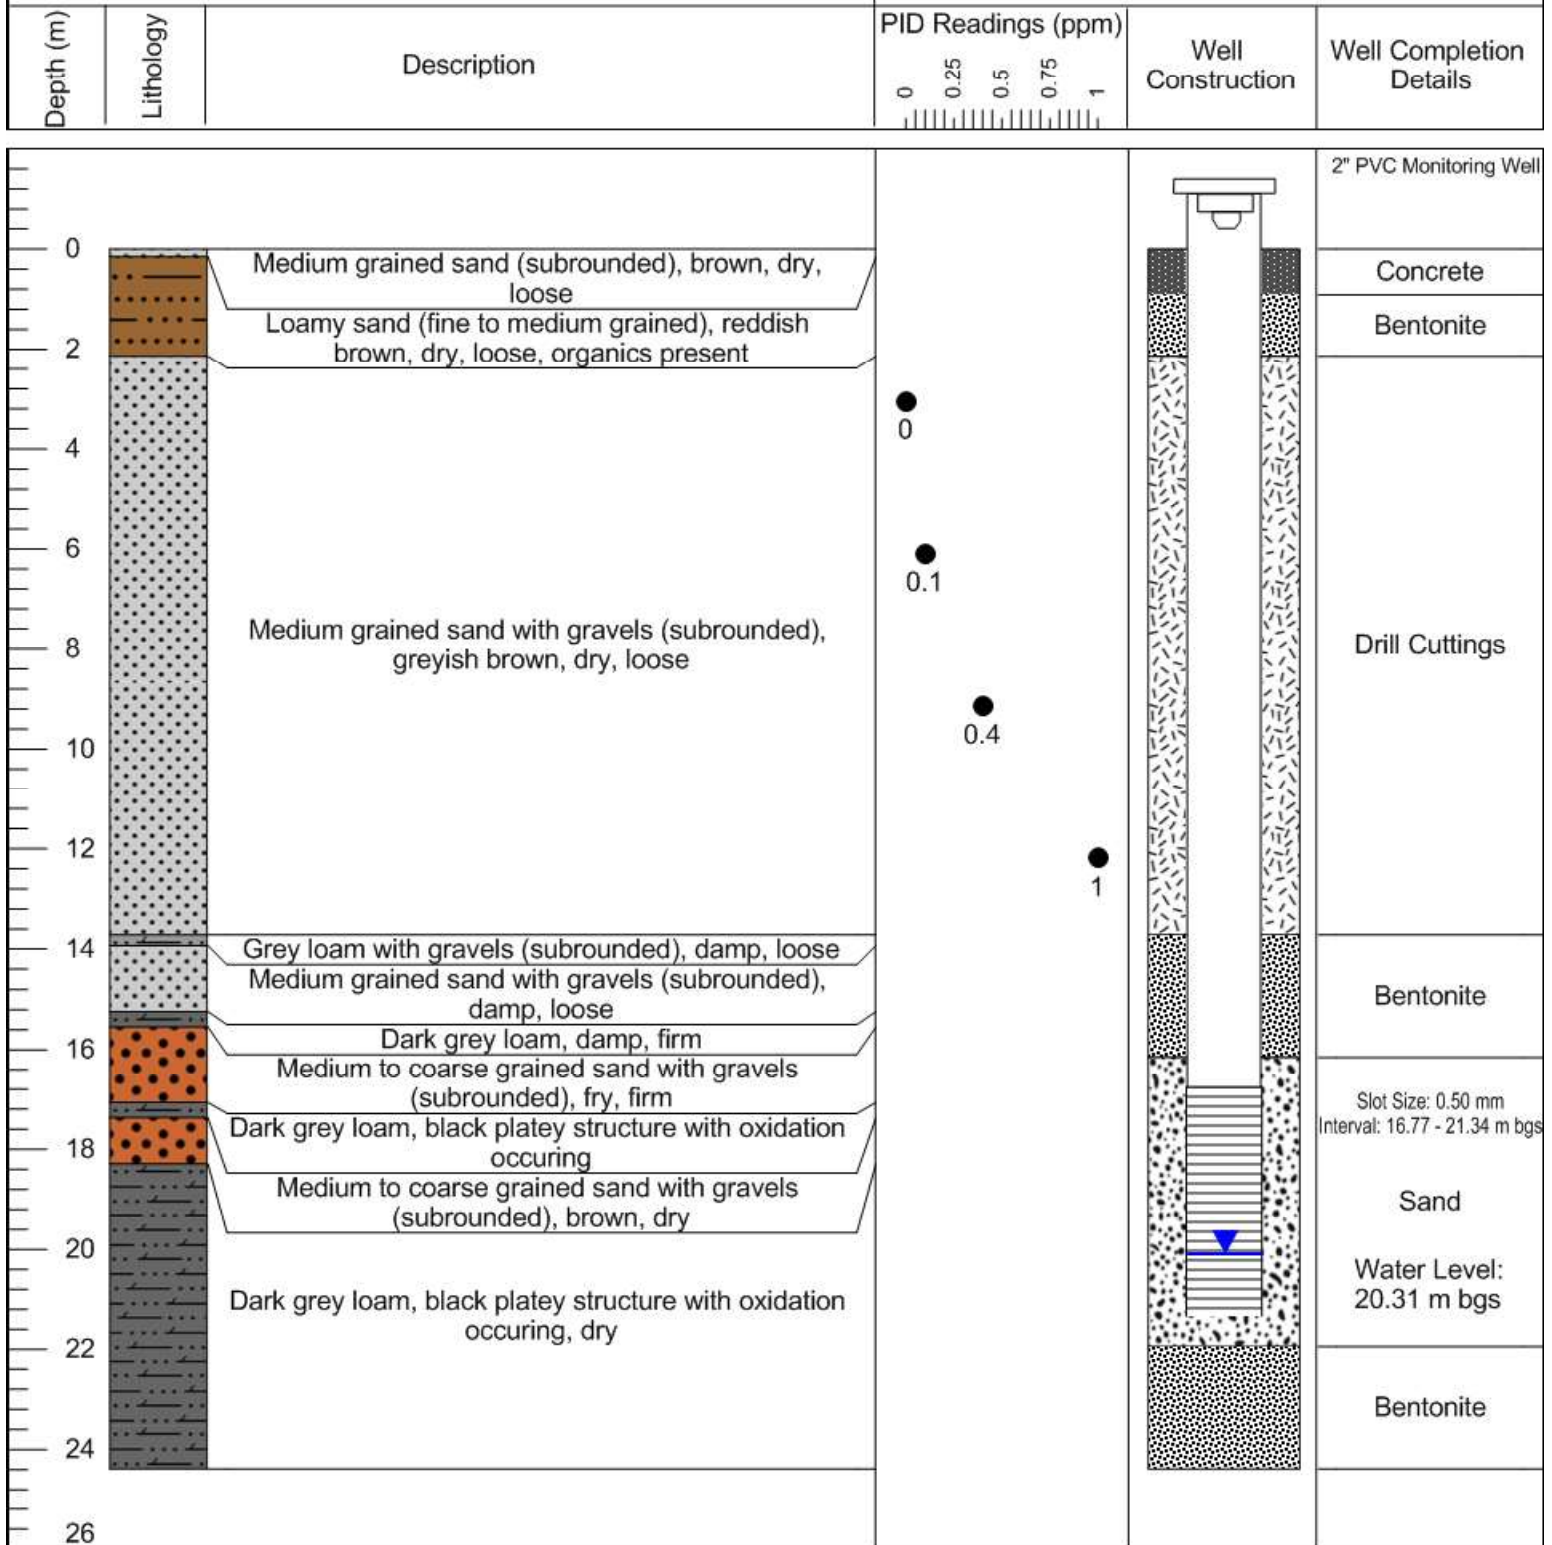 Depth (m)
Lithology
Description
PID Readings (ppm)
0
0.25
0.5
0.75
1
Well
Construction
Well Completion
Details
2" PVC Monitoring Well
0
Medium grained sand (subrounded), brown, dry,
loose
Concrete
Loamy sand (fine to medium grained), reddish
brown, dry, loose, organics present
Bentonite
2
0
4
6
0.1
Medium grained sand with gravels (subrounded),
greyish brown, dry, loose
8
Drill Cuttings
0.4
10
12
1
14
Grey loam with gravels (subrounded), damp, loose
Medium grained sand with gravels (subrounded),
damp, loose
Bentonite
Dark grey loam, damp, firm
16
Medium to coarse grained sand with gravels
(subrounded), fry, firm
Slot Size: 0.50 mm
Interval: 16.77 - 21.34 m bgs
Dark grey loam, black platey structure with oxidation
occuring
18
Medium to coarse grained sand with gravels
(subrounded), brown, dry
Sand
20
Water Level:
20.31 m bgs
Dark grey loam, black platey structure with oxidation
occuring, dry
22
Bentonite
24
26